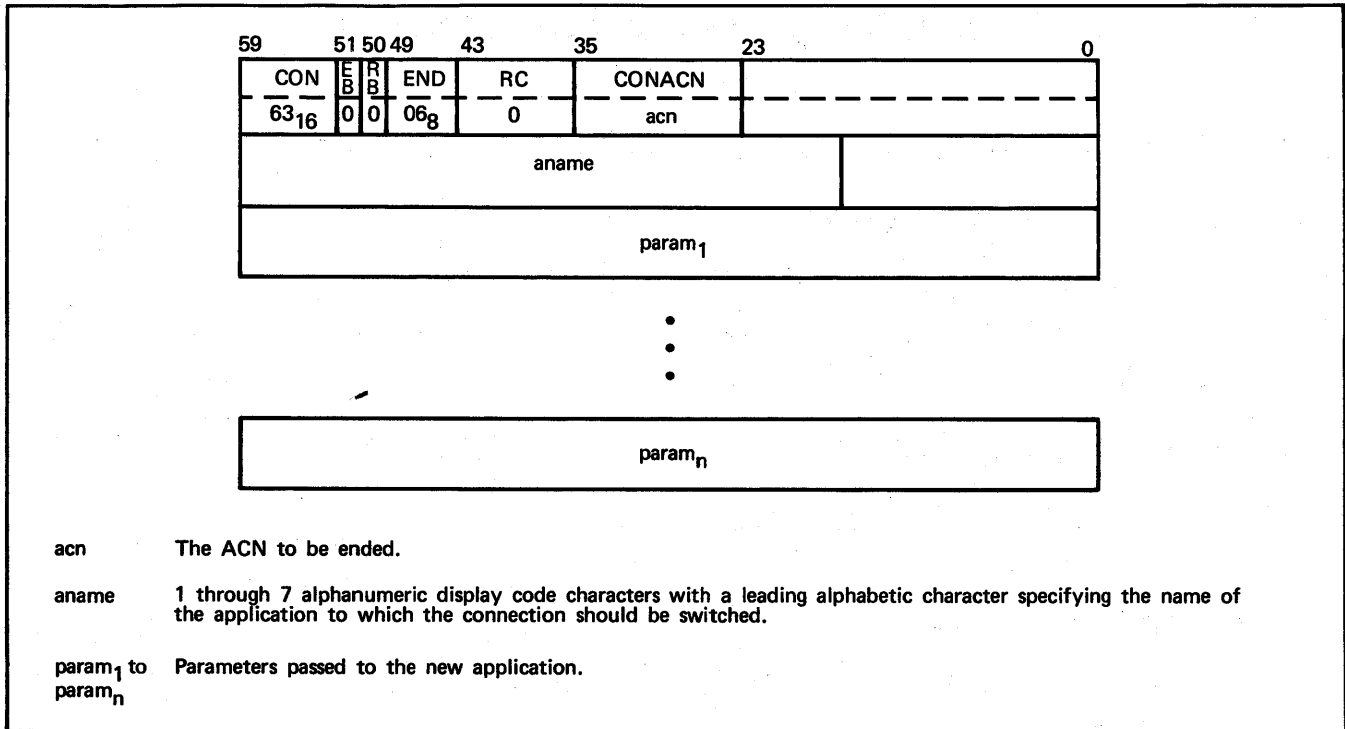 59 51 50 49 43 35 23 0
CON EB RB END RC CONACN
63₁₆ 0 0 06₈ 0 acn
aname
param₁
paramₙ
acn The ACN to be ended.
aname 1 through 7 alphanumeric display code characters with a leading alphabetic character specifying the name of
the application to which the connection should be switched.
param₁ to Parameters passed to the new application.
paramₙ